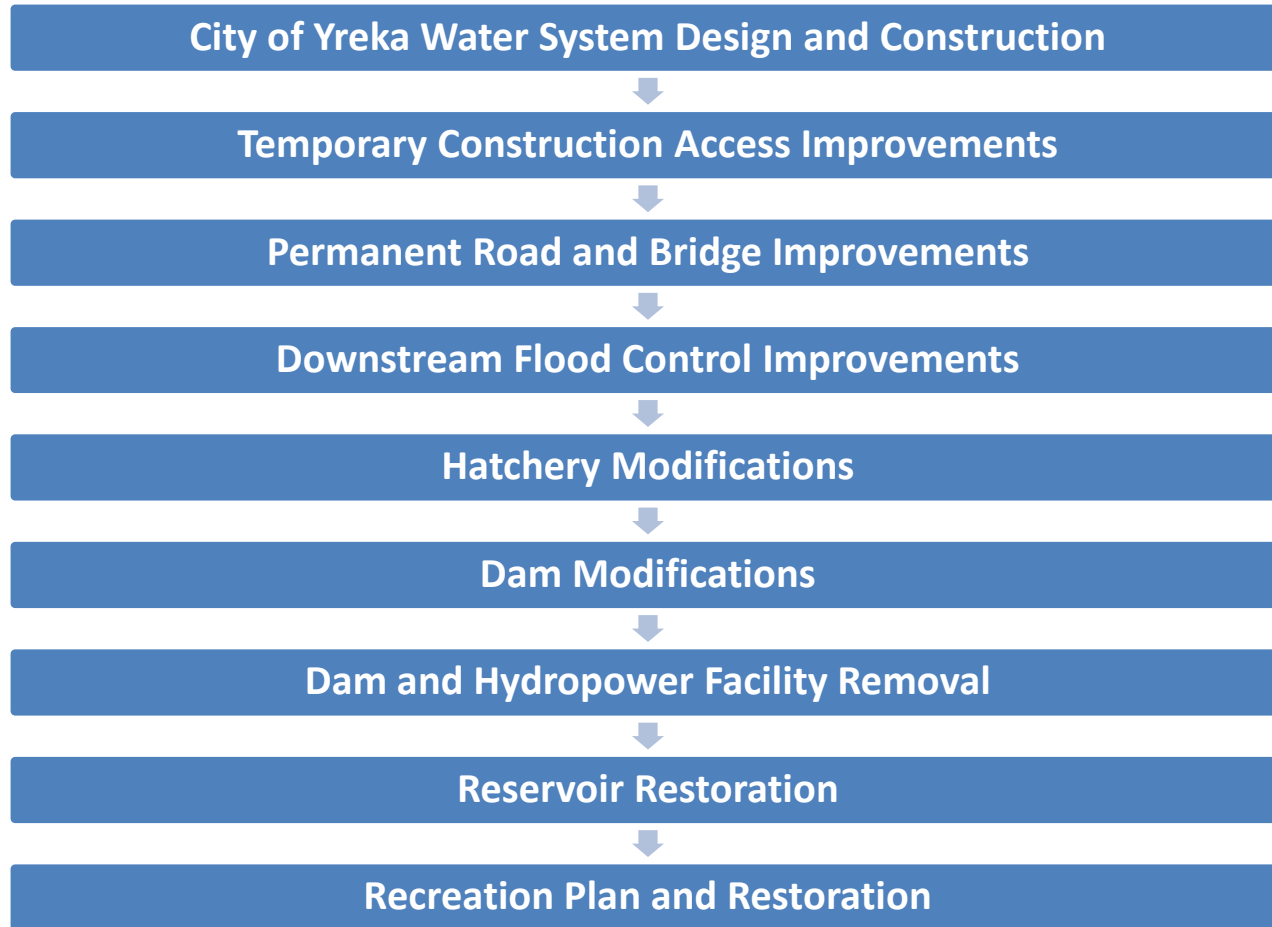 City of Yreka Water System Design and Construction
Temporary Construction Access Improvements
Permanent Road and Bridge Improvements
Downstream Flood Control Improvements
Hatchery Modifications
Dam Modifications
Dam and Hydropower Facility Removal
Reservoir Restoration
Recreation Plan and Restoration